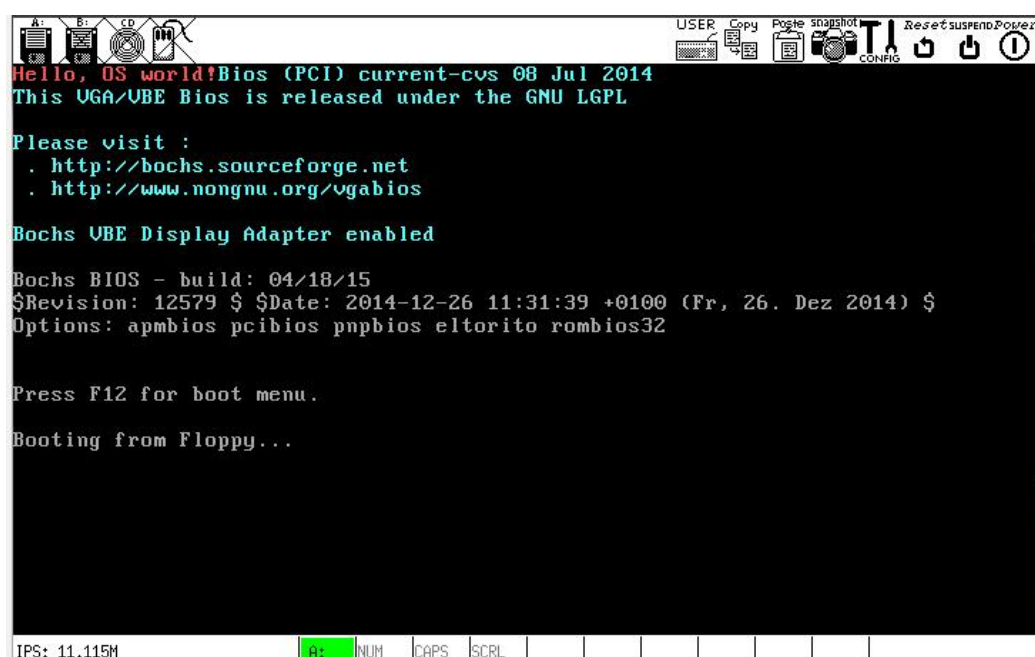 A: B: CD USER Copy Paste snapshot CONFIG Reset SUSPEND Power
Hello, OS world!Bios (PCI) current-cvs 08 Jul 2014
This VGA/VBE Bios is released under the GNU LGPL
Please visit :
. http://bochs.sourceforge.net
. http://www.nongnu.org/vgabios
Bochs VBE Display Adapter enabled
Bochs BIOS - build: 04/18/15
$Revision: 12579 $ $Date: 2014-12-26 11:31:39 +0100 (Fr, 26. Dez 2014) $
Options: apmbios pcibios pnpbios eltorito rombios32
Press F12 for boot menu.
Booting from Floppy...
IPS: 11.115M A: NUM CAPS SCRL